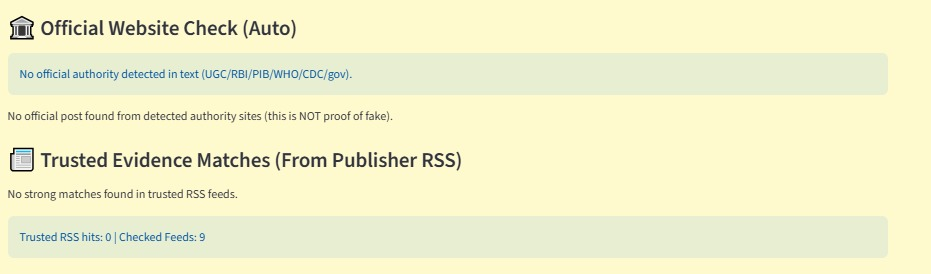 Official Website Check (Auto)
No official authority detected in text (UGC/RBI/PIB/WHO/CDC/gov).
No official post found from detected authority sites (this is NOT proof of fake).
Trusted Evidence Matches (From Publisher RSS)
No strong matches found in trusted RSS feeds.
Trusted RSS hits: 0 | Checked Feeds: 9